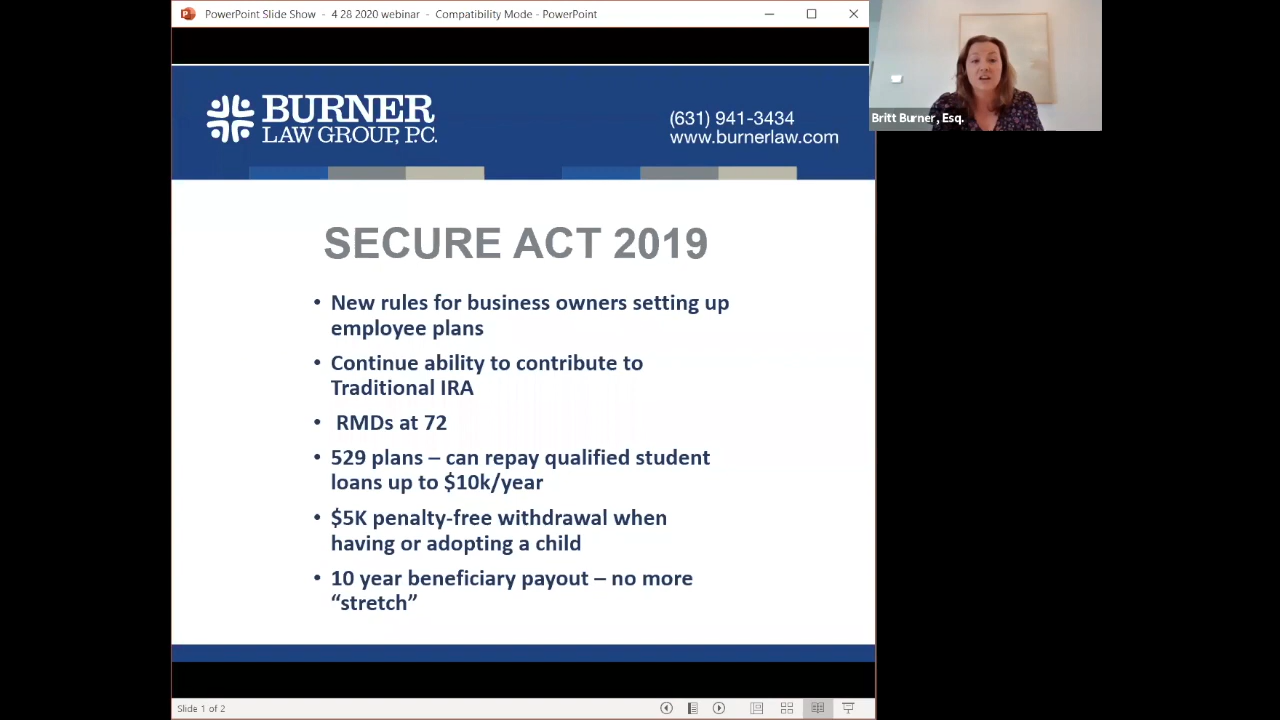 PowerPoint Slide Show - 4 28 2020 webinar - Compatibility Mode - PowerPoint
BURNER
LAW GROUP, P.C.
(631) 941-3434
www.burnerlaw.com
Britt Burner, Esq.
SECURE ACT 2019
• New rules for business owners setting up
employee plans
• Continue ability to contribute to
Traditional IRA
• RMDs at 72
• 529 plans – can repay qualified student
loans up to $10k/year
• $5K penalty-free withdrawal when
having or adopting a child
• 10 year beneficiary payout – no more
“stretch”
Slide 1 of 2